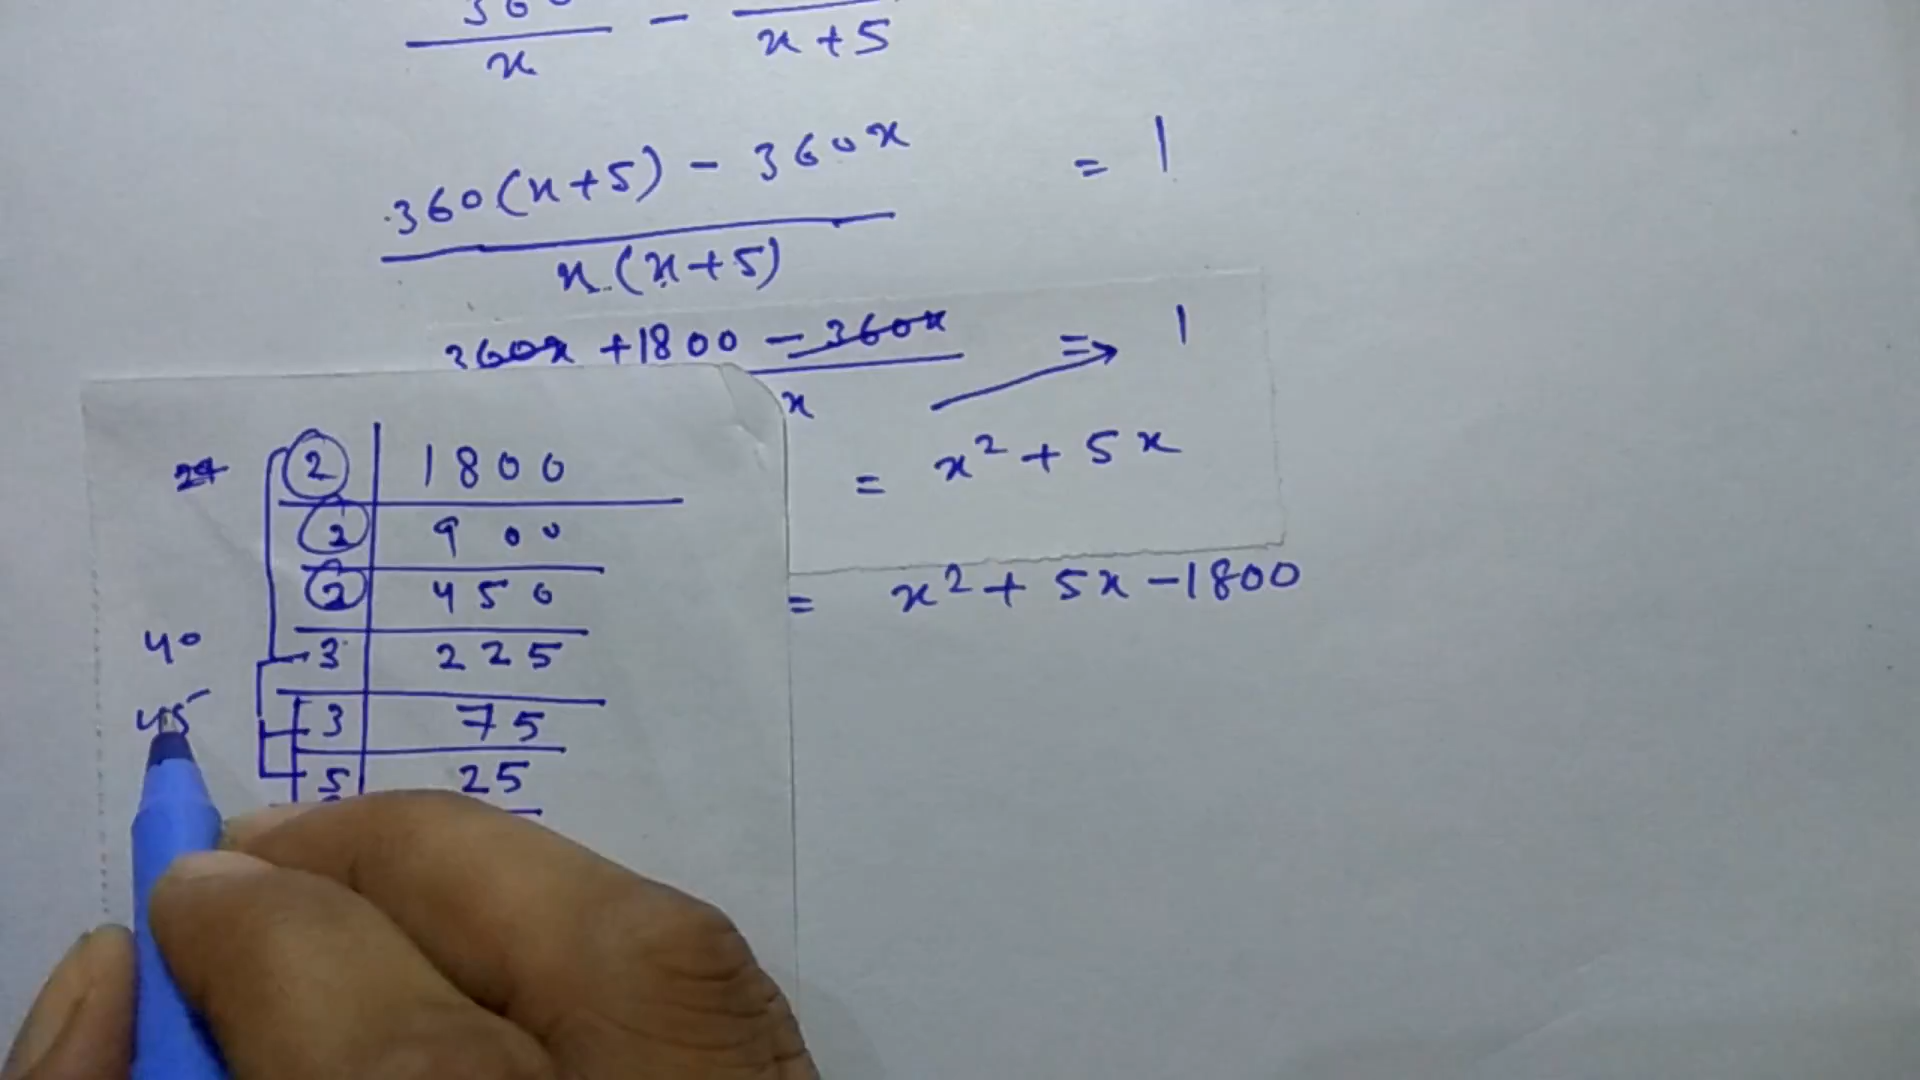 360
x - x+5
360(x+5) - 360x = 1
x(x+5)
360x +1800 - 360x = 1
x
= x² + 5x
= x² + 5x - 1800
2 | 1800
2 | 900
2 | 450
40 3 | 225
45 3 | 75
5 | 25